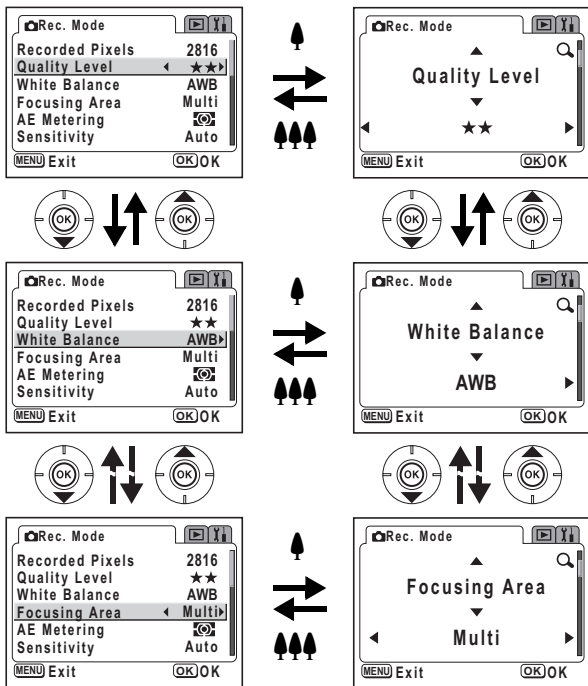 Rec. Mode
Recorded Pixels 2816
Quality Level ★★
White Balance AWB
Focusing Area Multi
AE Metering
Sensitivity Auto
MENU Exit OK OK
Rec. Mode
Quality Level
★★
MENU Exit OK OK
OK OK OK OK
Rec. Mode
Recorded Pixels 2816
Quality Level ★★
White Balance AWB
Focusing Area Multi
AE Metering
Sensitivity Auto
MENU Exit OK OK
Rec. Mode
White Balance
AWB
MENU Exit OK OK
OK OK OK OK
Rec. Mode
Recorded Pixels 2816
Quality Level ★★
White Balance AWB
Focusing Area Multi
AE Metering
Sensitivity Auto
MENU Exit OK OK
Rec. Mode
Focusing Area
Multi
MENU Exit OK OK